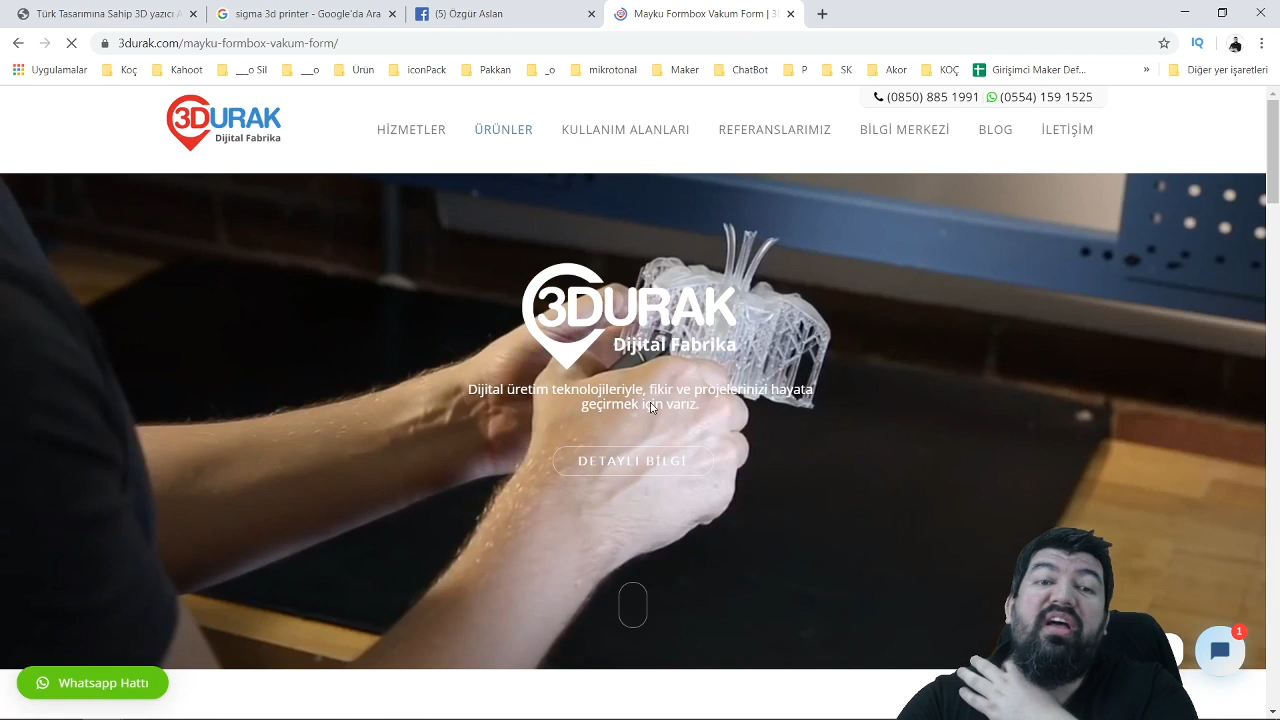 Türk Tasarımına Sahip 3D yazıcı A
sigma 3d printer - Google'da Ara
(5) Özgür Aslan
Mayku Formbox Vakum Form | 3D
3durak.com/mayku-formbox-vakum-form/
IQ
Uygulamalar
Koç
Kahoot
___o Sil
___o
Ürün
iconPack
Pakkan
_o
mikrotonal
Maker
ChatBot
P
SK
Akor
KOÇ
Girişimci Maker Def...
»
Diğer yer işaretleri
(0850) 885 1991
(0554) 159 1525
3DURAK
Dijital Fabrika
HİZMETLER
ÜRÜNLER
KULLANIM ALANLARI
REFERANSLARIMIZ
BİLGİ MERKEZİ
BLOG
İLETİŞİM
3DURAK
Dijital Fabrika
Dijital üretim teknolojileriyle, fikir ve projelerinizi hayata
geçirmek için varız.
DETAYLI BİLGİ
Whatsapp Hattı
1